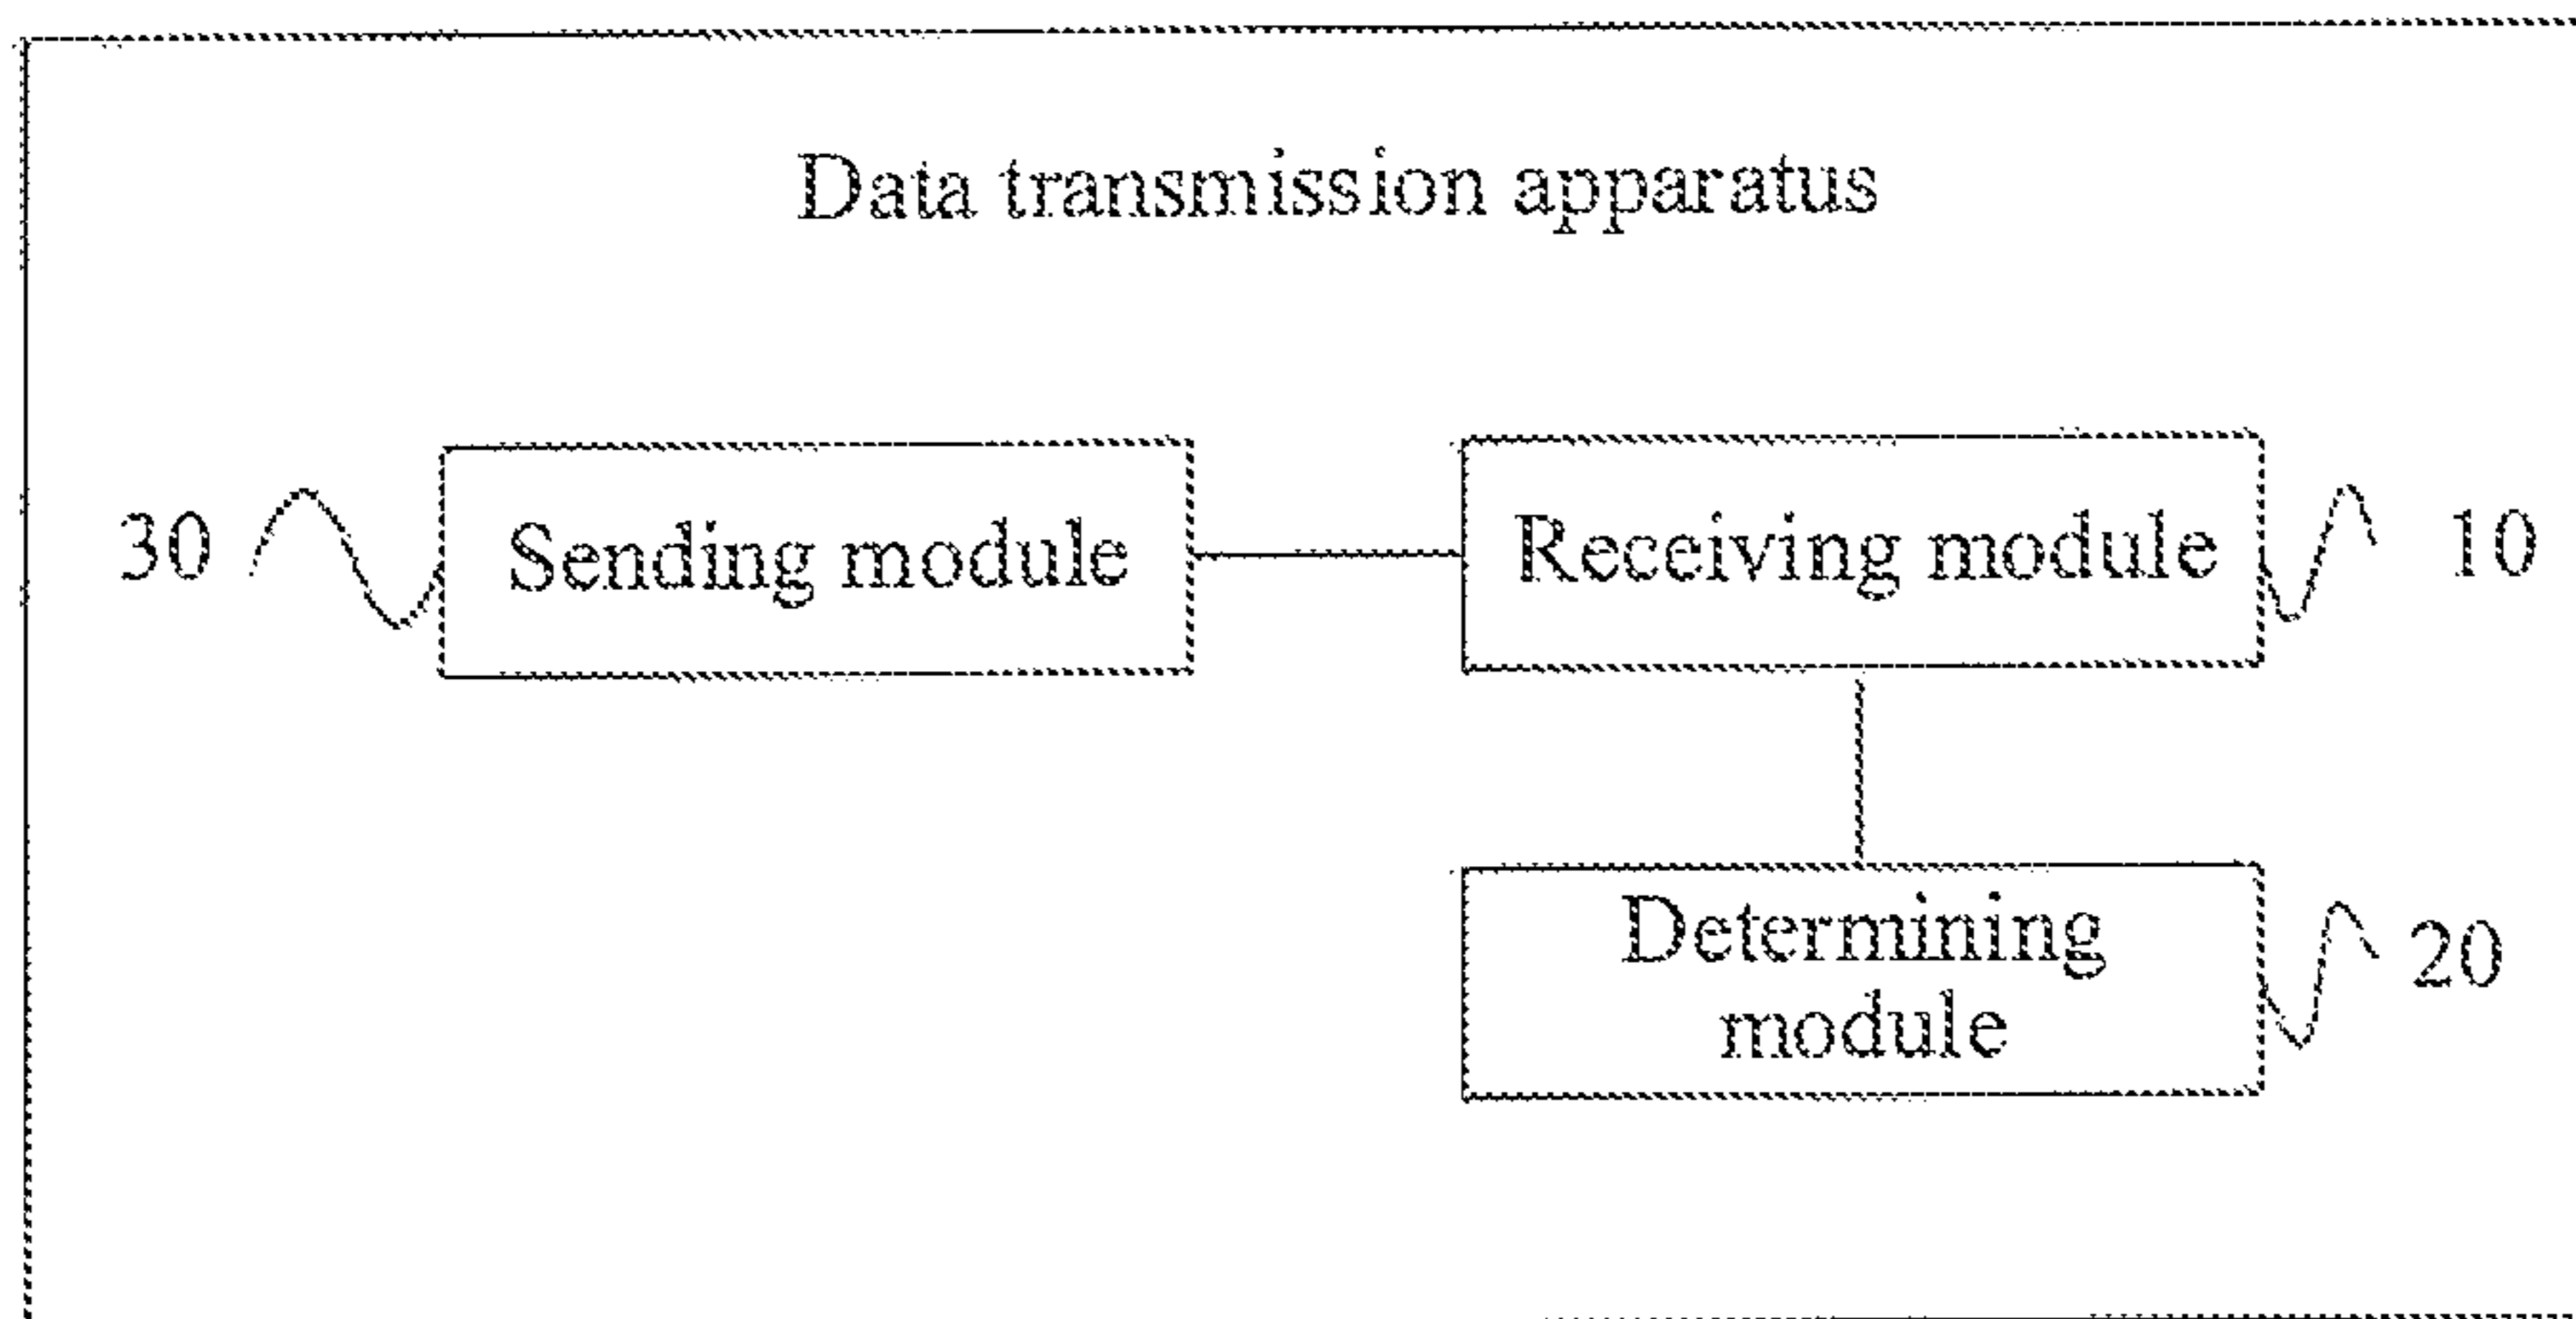 Data transmission apparatus
30
Sending module
Receiving module
10
Determining
module
20